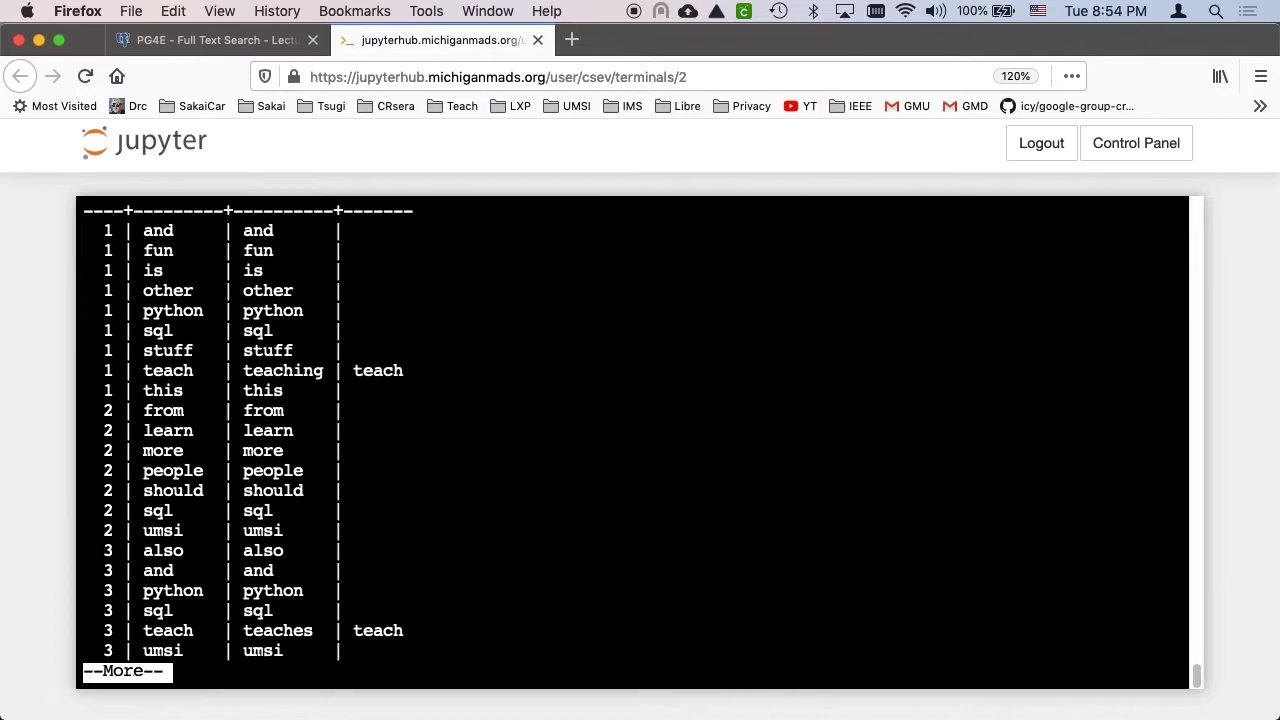 Firefox File Edit View History Bookmarks Tools Window Help 100% Tue 8:54 PM
PG4E - Full Text Search - Lectu jupyterhub.michiganmads.org/u
https://jupyterhub.michiganmads.org/user/csev/terminals/2 120%
Most Visited Drc SakaiCar Sakai Tsugi CRsera Teach LXP UMSI IMS Libre Privacy YT IEEE GMU GMD icy/google-group-cr...
jupyter Logout Control Panel
----+---------+----------+-------
1 | and | and |
1 | fun | fun |
1 | is | is |
1 | other | other |
1 | python | python |
1 | sql | sql |
1 | stuff | stuff |
1 | teach | teaching | teach
1 | this | this |
2 | from | from |
2 | learn | learn |
2 | more | more |
2 | people | people |
2 | should | should |
2 | sql | sql |
2 | umsi | umsi |
3 | also | also |
3 | and | and |
3 | python | python |
3 | sql | sql |
3 | teach | teaches | teach
3 | umsi | umsi |
--More--